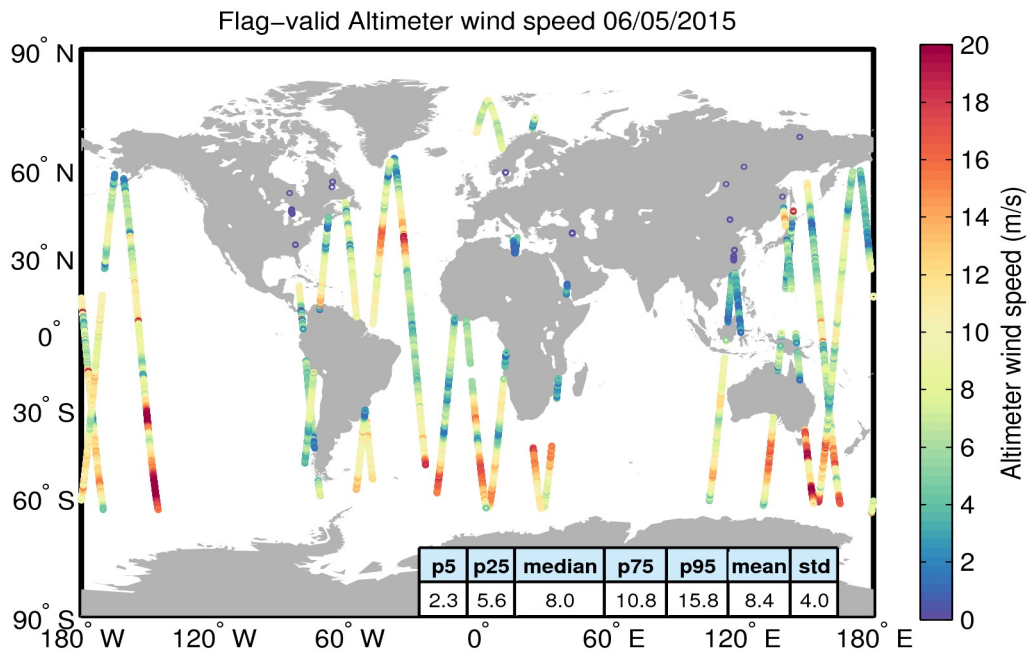 Flag−valid Altimeter wind speed 06/05/2015
90° N
60° N
30° N
0°
30° S
60° S
90° S
180° W
120° W
60° W
0°
60° E
120° E
180° E
p5 p25 median p75 p95 mean std
2.3 5.6 8.0 10.8 15.8 8.4 4.0
20
18
16
14
12
10
8
6
4
2
0
Altimeter wind speed (m/s)